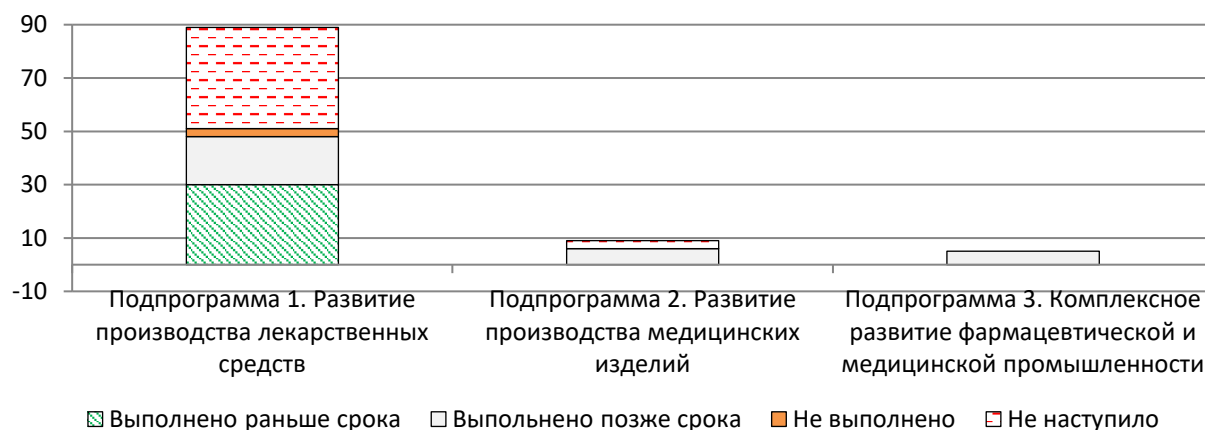 90
70
50
30
10
-10
Подпрограмма 1. Развитие
производства лекарственных
средств
Подпрограмма 2. Развитие
производства медицинских
изделий
Подпрограмма 3. Комплексное
развитие фармацевтической и
медицинской промышленности
Выполнено раньше срока
Выпольнено позже срока
Не выполнено
Не наступило